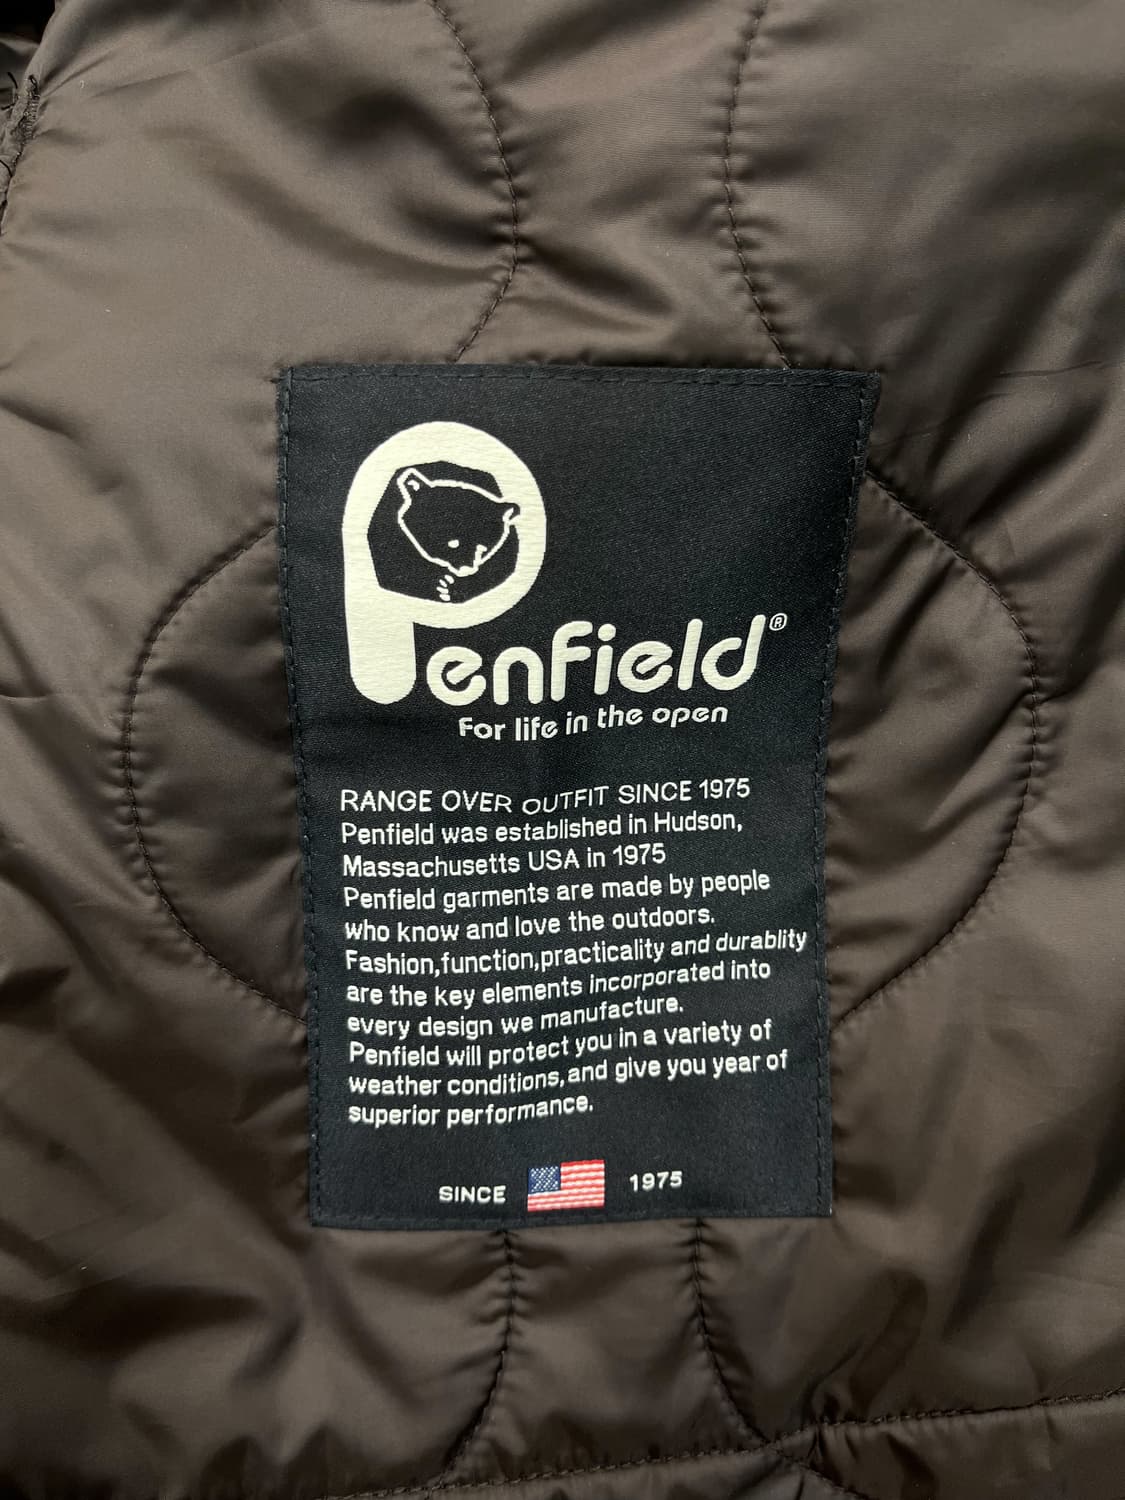 Penfield®
For life in the open
RANGE OVER OUTFIT SINCE 1975
Penfield was established in Hudson,
Massachusetts USA in 1975
Penfield garments are made by people
who know and love the outdoors.
Fashion,function,practicality and durablity
are the key elements incorporated into
every design we manufacture.
Penfield will protect you in a variety of
weather conditions,and give you year of
superior performance.
SINCE 1975